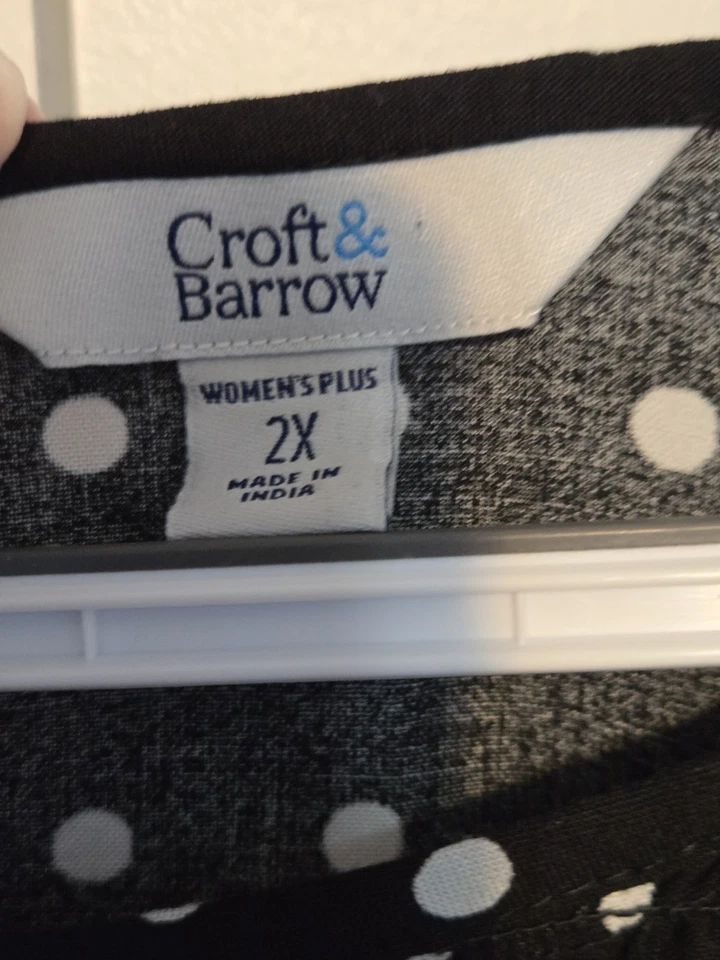 Croft&
Barrow
WOMEN'S PLUS
2X
MADE IN
INDIA